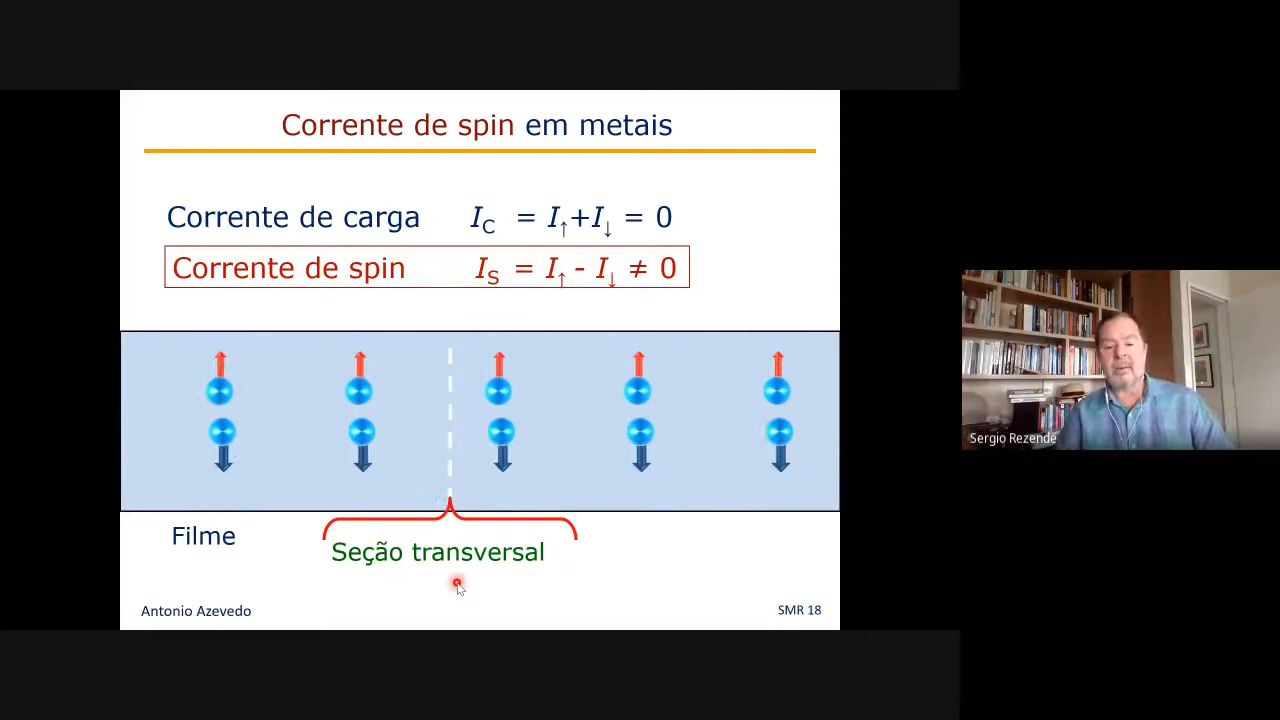 Corrente de spin em metais
Corrente de carga I_C = I_↑+I_↓ = 0
Corrente de spin I_S = I_↑ - I_↓ ≠ 0
Filme
Seção transversal
Antonio Azevedo
SMR 18
Sergio Rezende